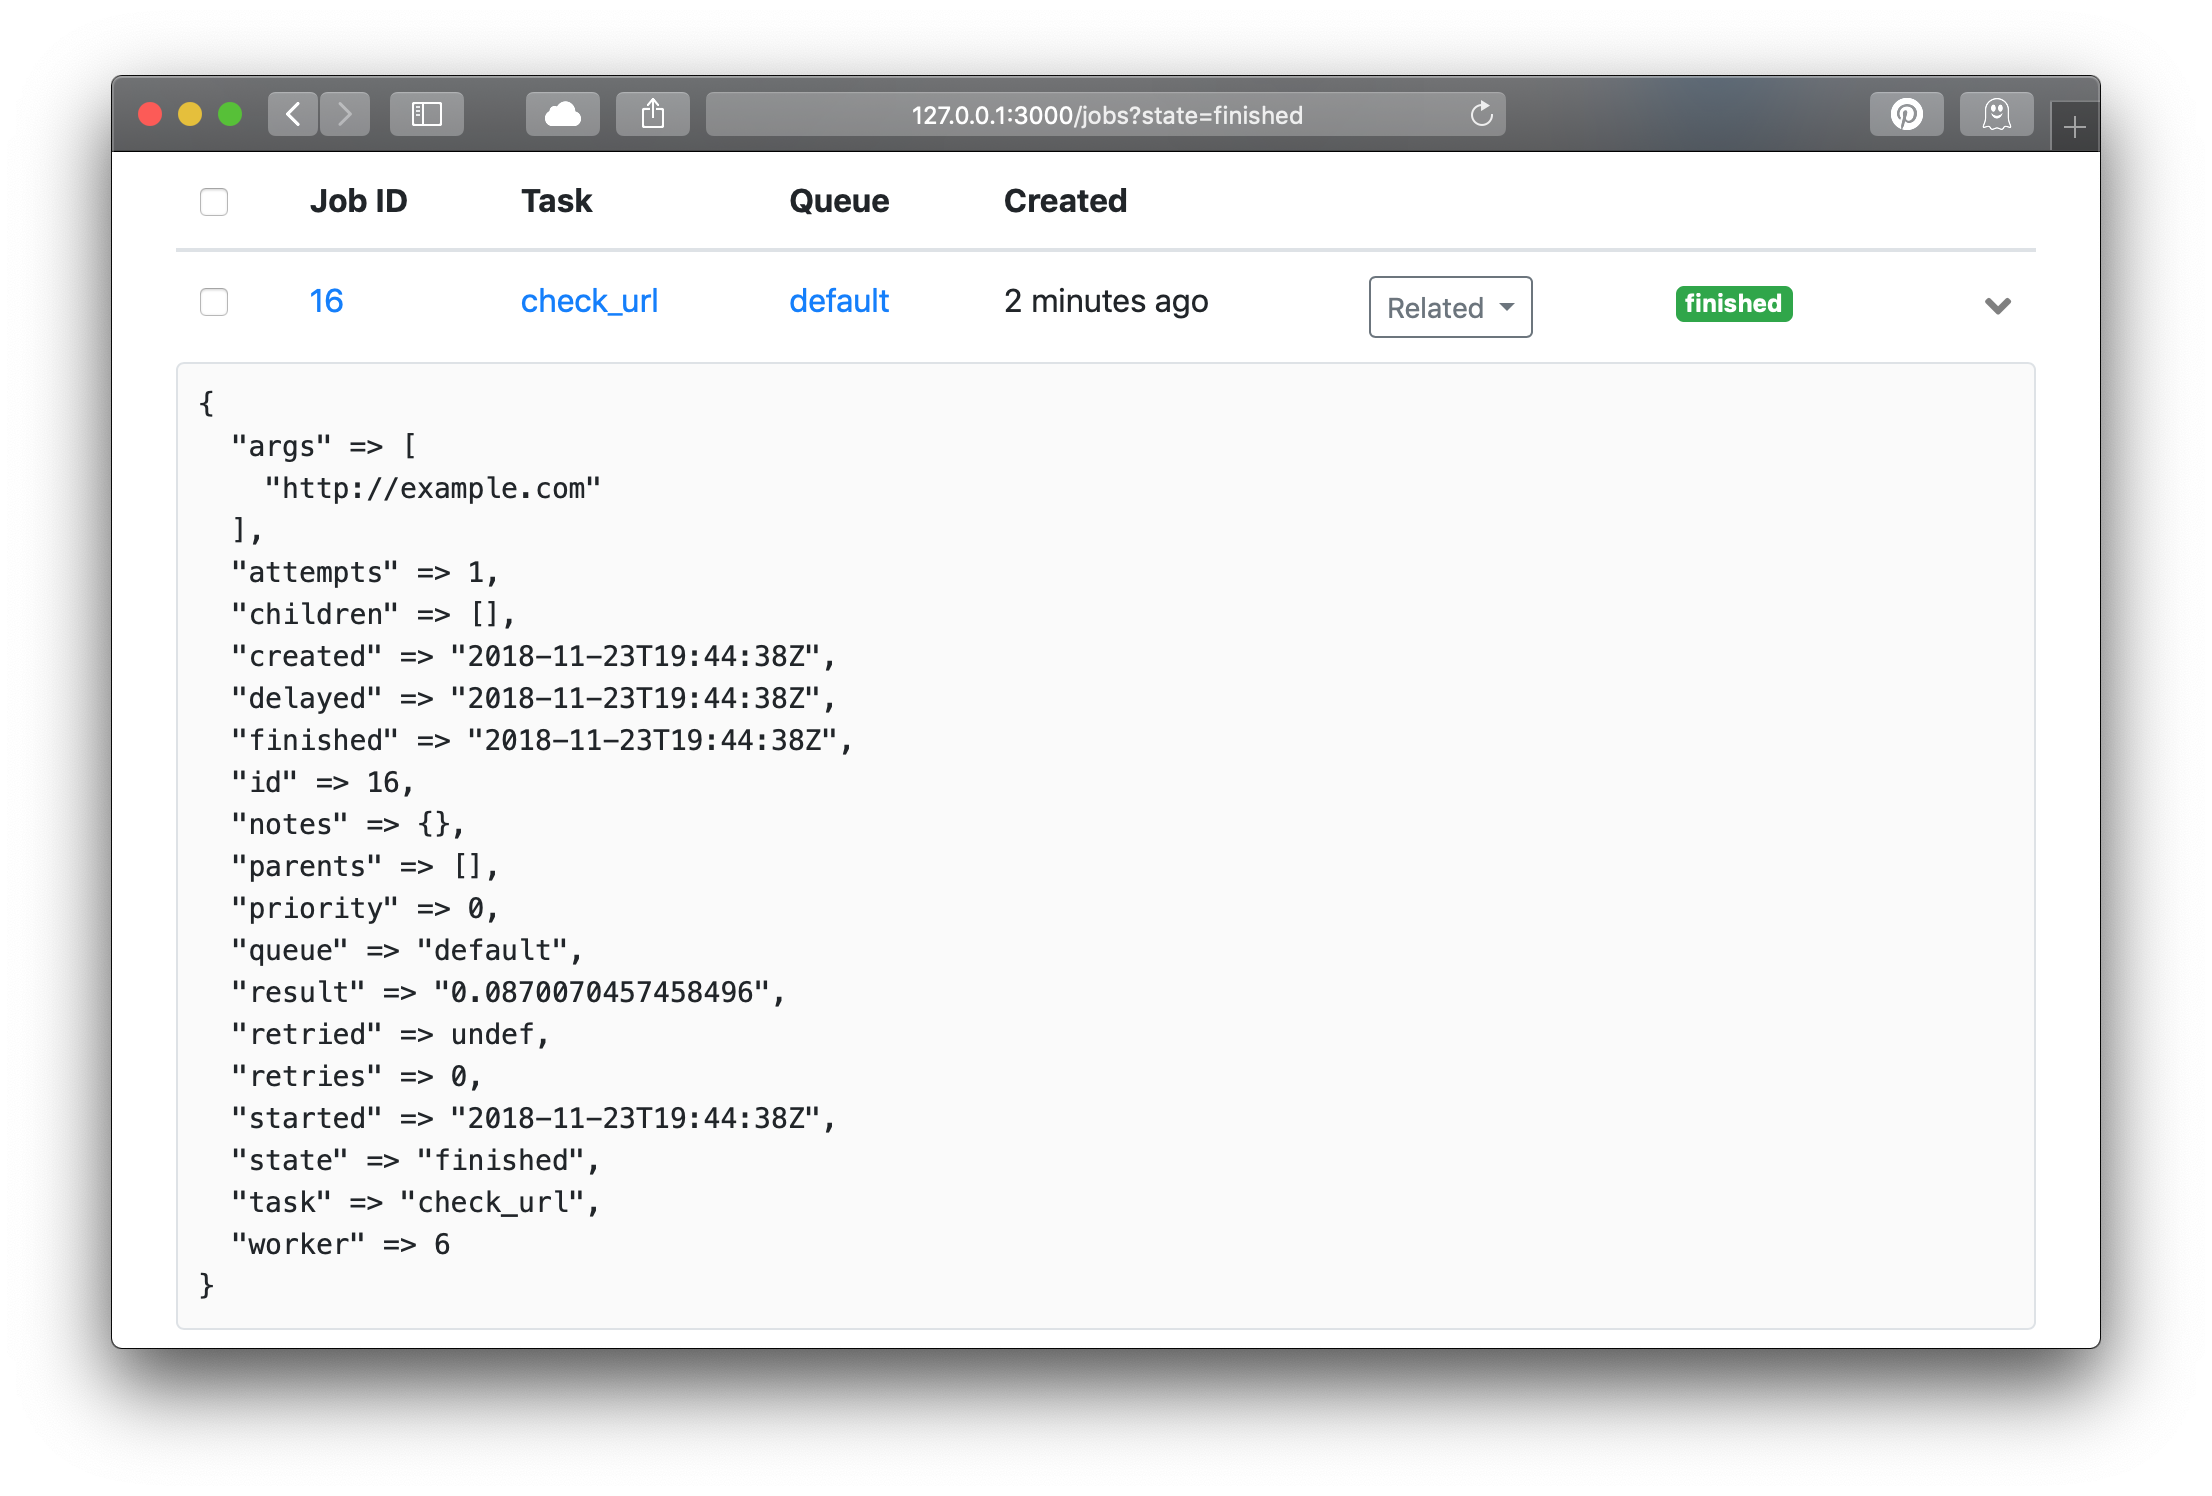 127.0.0.1:3000/jobs?state=finished
Job ID Task Queue Created
16 check_url default 2 minutes ago Related finished
{
  "args" => [
    "http://example.com"
  ],
  "attempts" => 1,
  "children" => [],
  "created" => "2018-11-23T19:44:38Z",
  "delayed" => "2018-11-23T19:44:38Z",
  "finished" => "2018-11-23T19:44:38Z",
  "id" => 16,
  "notes" => {},
  "parents" => [],
  "priority" => 0,
  "queue" => "default",
  "result" => "0.0870070457458496",
  "retried" => undef,
  "retries" => 0,
  "started" => "2018-11-23T19:44:38Z",
  "state" => "finished",
  "task" => "check_url",
  "worker" => 6
}